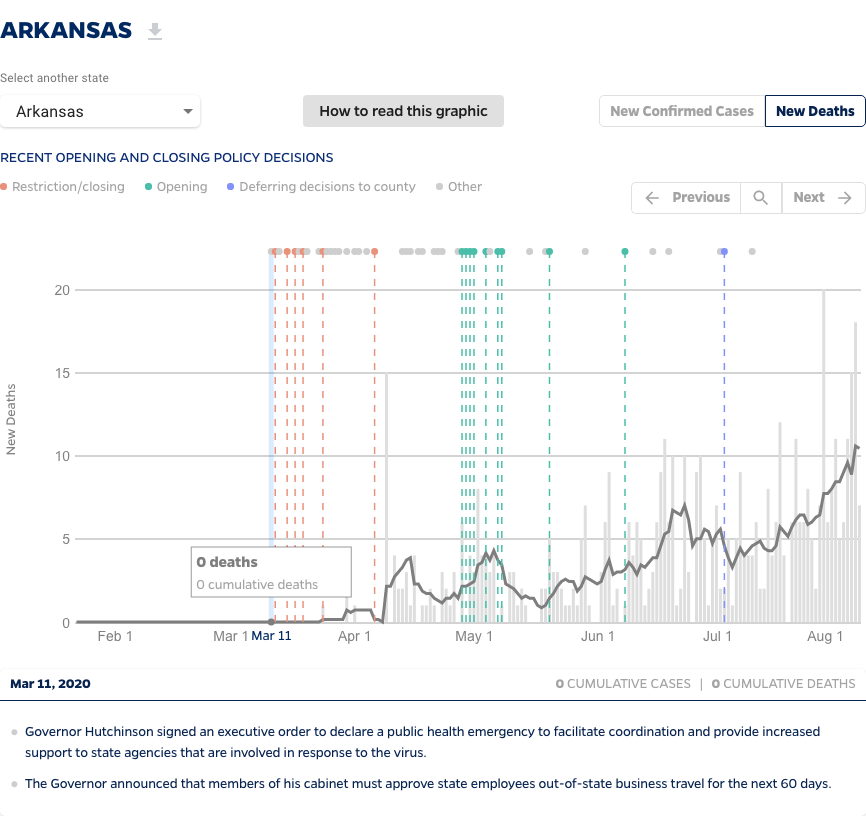 ARKANSAS
Select another state
Arkansas
How to read this graphic
New Confirmed Cases
New Deaths
RECENT OPENING AND CLOSING POLICY DECISIONS
Restriction/closing
Opening
Deferring decisions to county
Other
Previous
Next
20
15
10
5
0
New Deaths
0 deaths
0 cumulative deaths
Feb 1
Mar 1
Mar 11
Apr 1
May 1
Jun 1
Jul 1
Aug 1
Mar 11, 2020
0 CUMULATIVE CASES | 0 CUMULATIVE DEATHS
Governor Hutchinson signed an executive order to declare a public health emergency to facilitate coordination and provide increased
support to state agencies that are involved in response to the virus.
The Governor announced that members of his cabinet must approve state employees out-of-state business travel for the next 60 days.